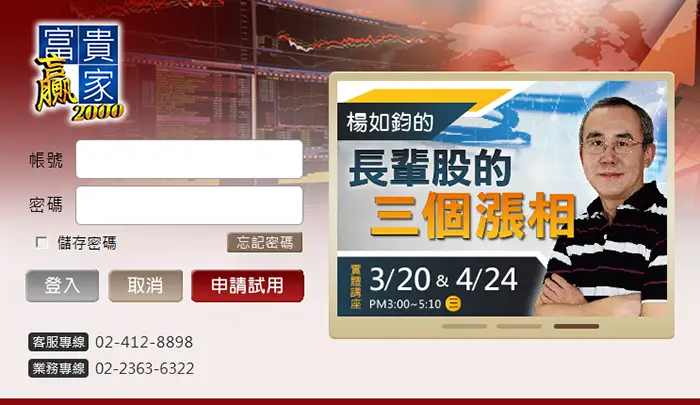 富貴
贏家
2000
帳號
密碼
儲存密碼
忘記密碼
登入
取消
申請試用
客服專線 02-412-8898
業務專線 02-2363-6322
楊如鈞的
長輩股的
三個漲相
實體講座
3/20 & 4/24
PM3:00~5:10 三